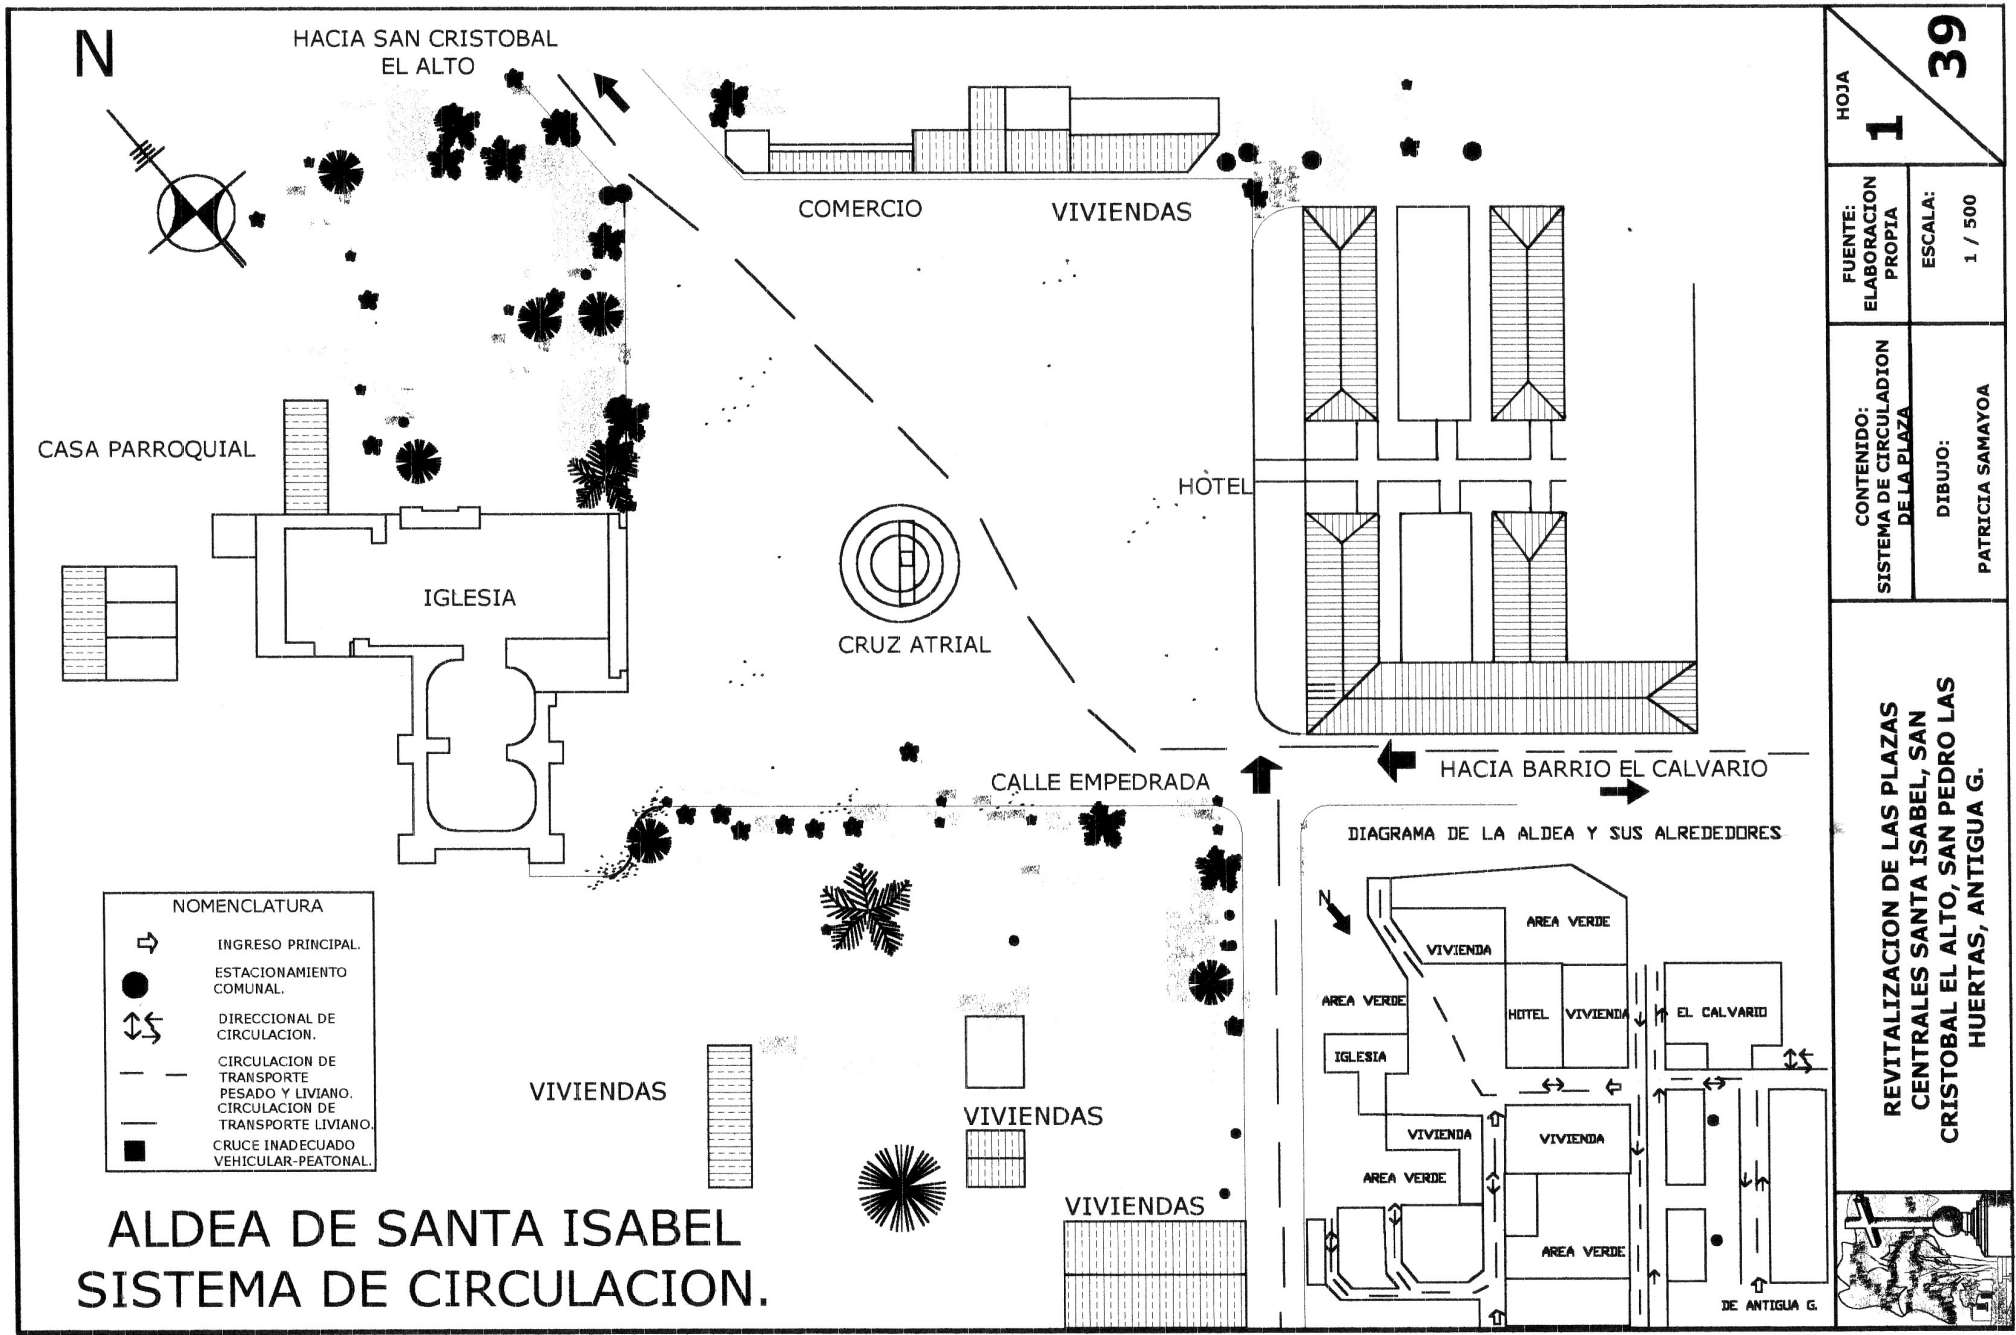 N
HACIA SAN CRISTOBAL
EL ALTO
COMERCIO
VIVIENDAS
CASA PARROQUIAL
HOTEL
IGLESIA
CRUZ ATRIAL
CALLE EMPEDRADA
HACIA BARRIO EL CALVARIO
NOMENCLATURA
INGRESO PRINCIPAL.
ESTACIONAMIENTO
COMUNAL.
DIRECCIONAL DE
CIRCULACION.
CIRCULACION DE
TRANSPORTE
PESADO Y LIVIANO.
CIRCULACION DE
TRANSPORTE LIVIANO.
CRUCE INADECUADO
VEHICULAR-PEATONAL.
VIVIENDAS
VIVIENDAS
VIVIENDAS
ALDEA DE SANTA ISABEL
SISTEMA DE CIRCULACION.
DIAGRAMA DE LA ALDEA Y SUS ALREDEDORES
N
AREA VERDE
VIVIENDA
AREA VERDE
HOTEL
VIVIENDA
EL CALVARIO
IGLESIA
VIVIENDA
VIVIENDA
AREA VERDE
AREA VERDE
DE ANTIGUA G.
HOJA
1
39
FUENTE:
ELABORACION
PROPIA
ESCALA:
1 / 500
CONTENIDO:
SISTEMA DE CIRCULADION
DE LA PLAZA
DIBUJO:
PATRICIA SAMAYOA
REVITALIZACION DE LAS PLAZAS
CENTRALES SANTA ISABEL, SAN
CRISTOBAL EL ALTO, SAN PEDRO LAS
HUERTAS, ANTIGUA G.